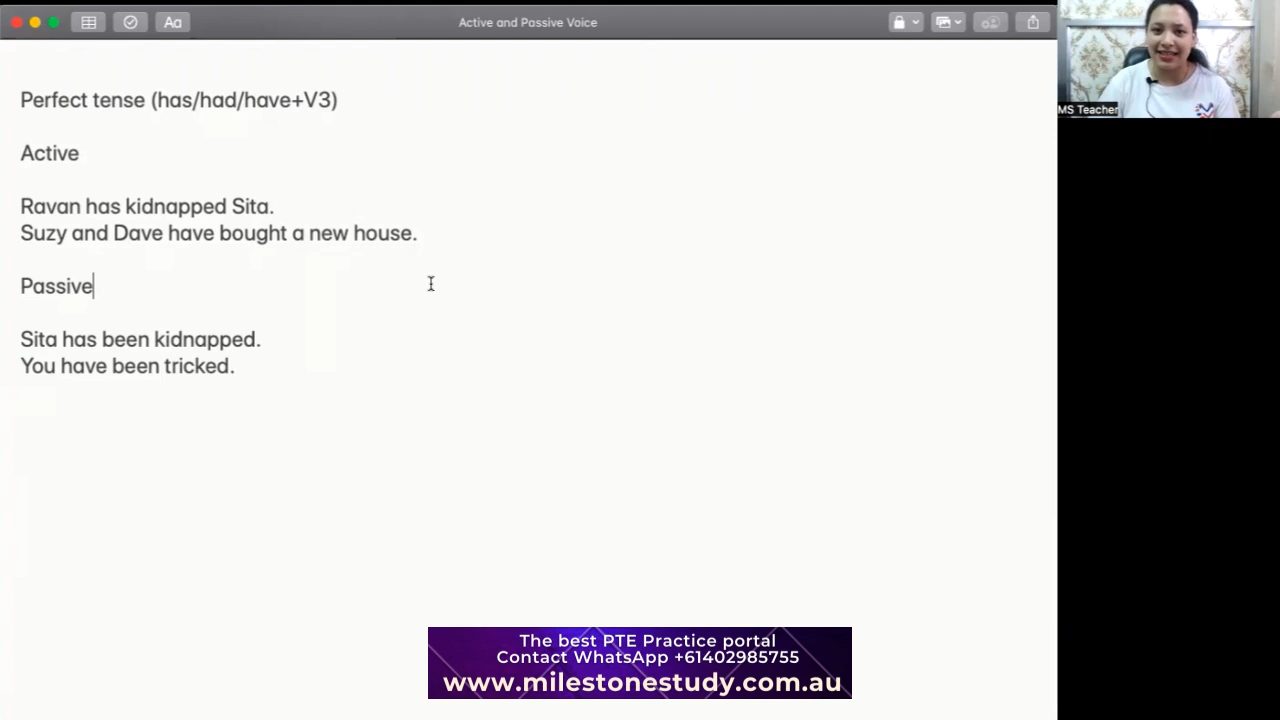 Aa
Active and Passive Voice
Perfect tense (has/had/have+V3)
Active
Ravan has kidnapped Sita.
Suzy and Dave have bought a new house.
Passive
Sita has been kidnapped.
You have been tricked.
MS Teacher
The best PTE Practice portal
Contact WhatsApp +61402985755
www.milestonestudy.com.au